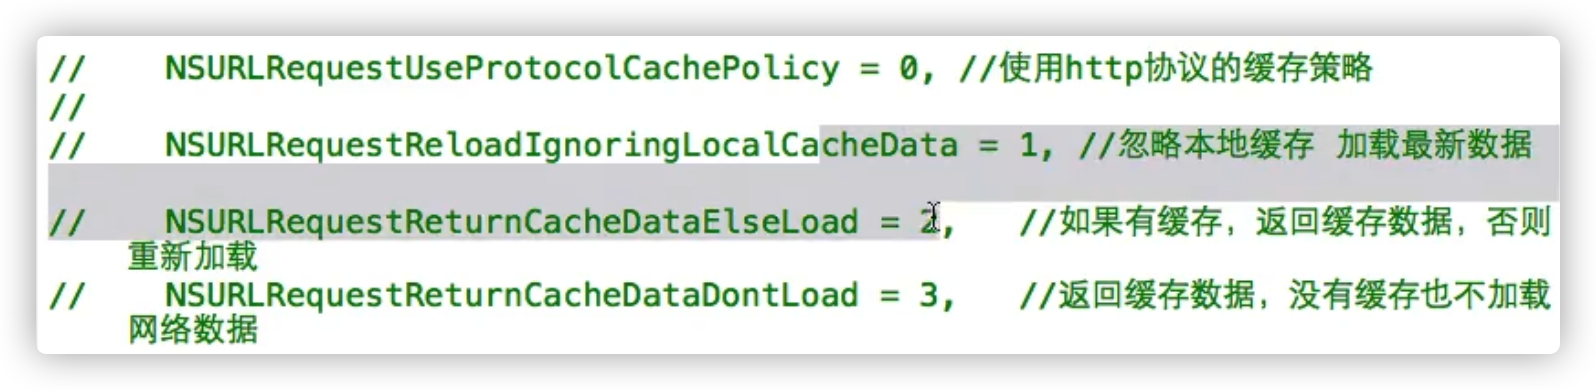 //    NSURLRequestUseProtocolCachePolicy = 0, //使用http协议的缓存策略
//
//    NSURLRequestReloadIgnoringLocalCacheData = 1, //忽略本地缓存 加载最新数据
//    NSURLRequestReturnCacheDataElseLoad = 2,   //如果有缓存，返回缓存数据，否则
重新加载
//    NSURLRequestReturnCacheDataDontLoad = 3,   //返回缓存数据，没有缓存也不加载
网络数据